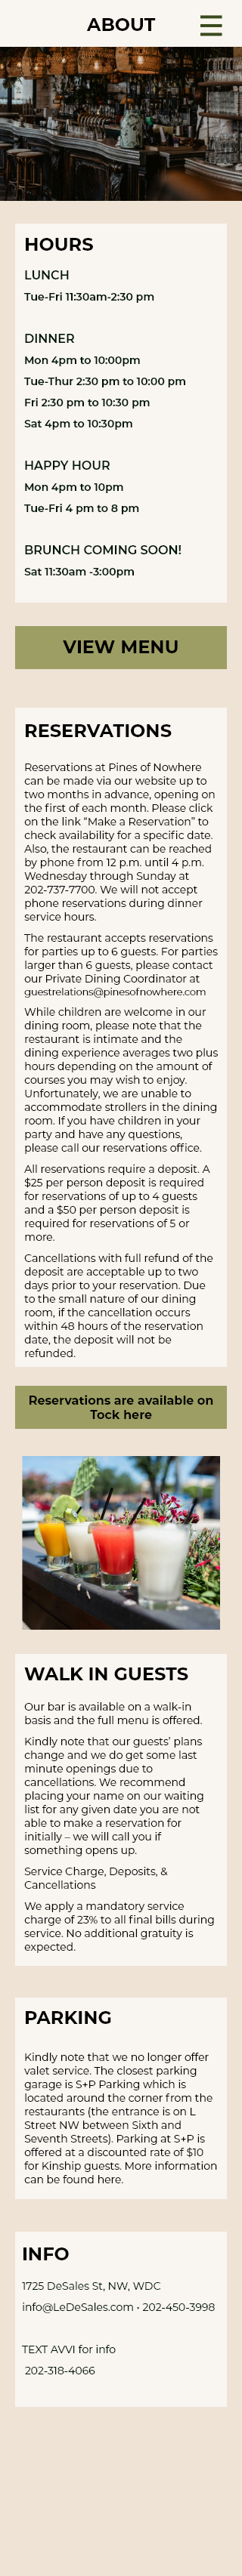 ABOUT
HOURS
LUNCH
Tue-Fri 11:30am-2:30 pm
DINNER
Mon 4pm to 10:00pm
Tue-Thur 2:30 pm to 10:00 pm
Fri 2:30 pm to 10:30 pm
Sat 4pm to 10:30pm
HAPPY HOUR
Mon 4pm to 10pm
Tue-Fri 4 pm to 8 pm
BRUNCH COMING SOON!
Sat 11:30am -3:00pm
VIEW MENU
RESERVATIONS
Reservations at Pines of Nowhere
can be made via our website up to
two months in advance, opening on
the first of each month. Please click
on the link “Make a Reservation” to
check availability for a specific date.
Also, the restaurant can be reached
by phone from 12 p.m. until 4 p.m.
Wednesday through Sunday at
202-737-7700. We will not accept
phone reservations during dinner
service hours.
The restaurant accepts reservations
for parties up to 6 guests. For parties
larger than 6 guests, please contact
our Private Dining Coordinator at
guestrelations@pinesofnowhere.com
While children are welcome in our
dining room, please note that the
restaurant is intimate and the
dining experience averages two plus
hours depending on the amount of
courses you may wish to enjoy.
Unfortunately, we are unable to
accommodate strollers in the dining
room. If you have children in your
party and have any questions,
please call our reservations office.
All reservations require a deposit. A
$25 per person deposit is required
for reservations of up to 4 guests
and a $50 per person deposit is
required for reservations of 5 or
more.
Cancellations with full refund of the
deposit are acceptable up to two
days prior to your reservation. Due
to the small nature of our dining
room, if the cancellation occurs
within 48 hours of the reservation
date, the deposit will not be
refunded.
Reservations are available on
Tock here
WALK IN GUESTS
Our bar is available on a walk-in
basis and the full menu is offered.
Kindly note that our guests’ plans
change and we do get some last
minute openings due to
cancellations. We recommend
placing your name on our waiting
list for any given date you are not
able to make a reservation for
initially – we will call you if
something opens up.
Service Charge, Deposits, &
Cancellations
We apply a mandatory service
charge of 23% to all final bills during
service. No additional gratuity is
expected.
PARKING
Kindly note that we no longer offer
valet service. The closest parking
garage is S+P Parking which is
located around the corner from the
restaurants (the entrance is on L
Street NW between Sixth and
Seventh Streets). Parking at S+P is
offered at a discounted rate of $10
for Kinship guests. More information
can be found here.
INFO
1725 DeSales St, NW, WDC
info@LeDeSales.com • 202-450-3998
TEXT AVVI for info
202-318-4066